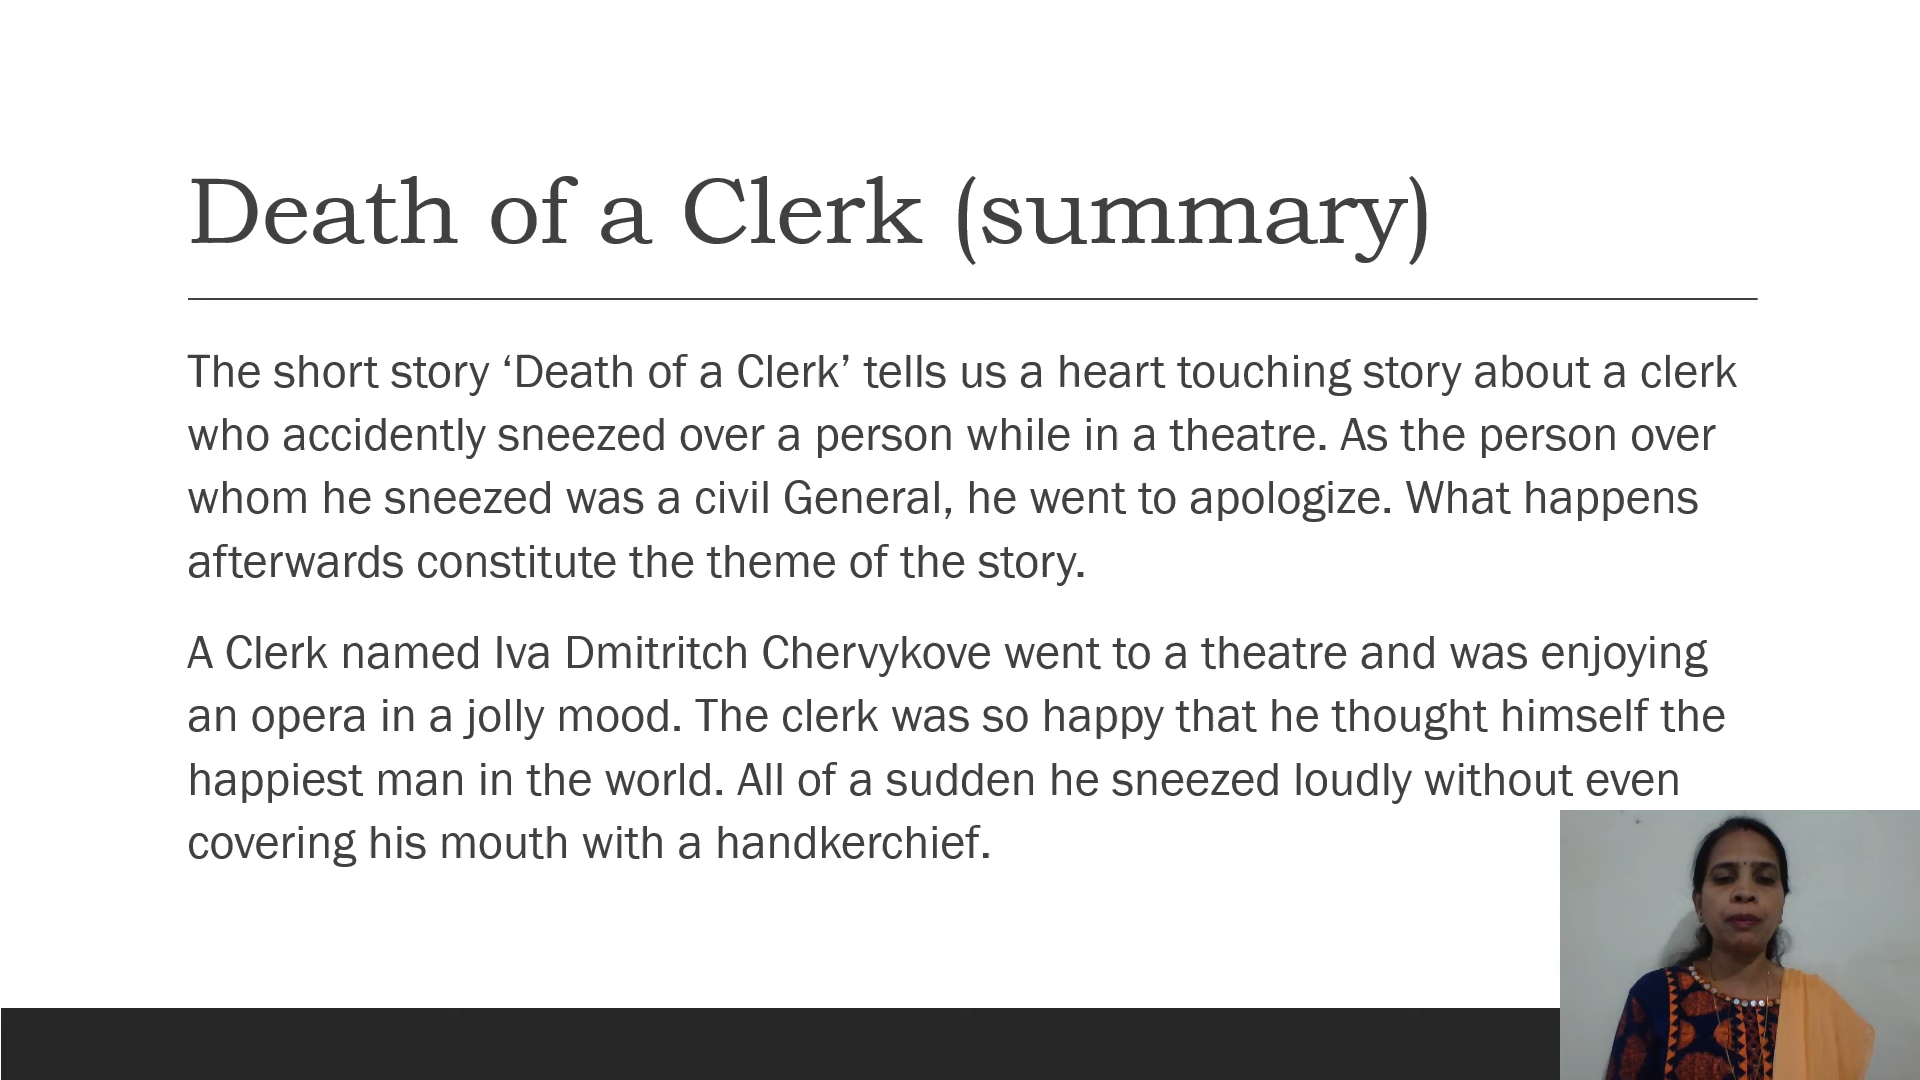 Death of a Clerk (summary)
The short story ‘Death of a Clerk’ tells us a heart touching story about a clerk
who accidently sneezed over a person while in a theatre. As the person over
whom he sneezed was a civil General, he went to apologize. What happens
afterwards constitute the theme of the story.
A Clerk named Iva Dmitritch Chervykove went to a theatre and was enjoying
an opera in a jolly mood. The clerk was so happy that he thought himself the
happiest man in the world. All of a sudden he sneezed loudly without even
covering his mouth with a handkerchief.